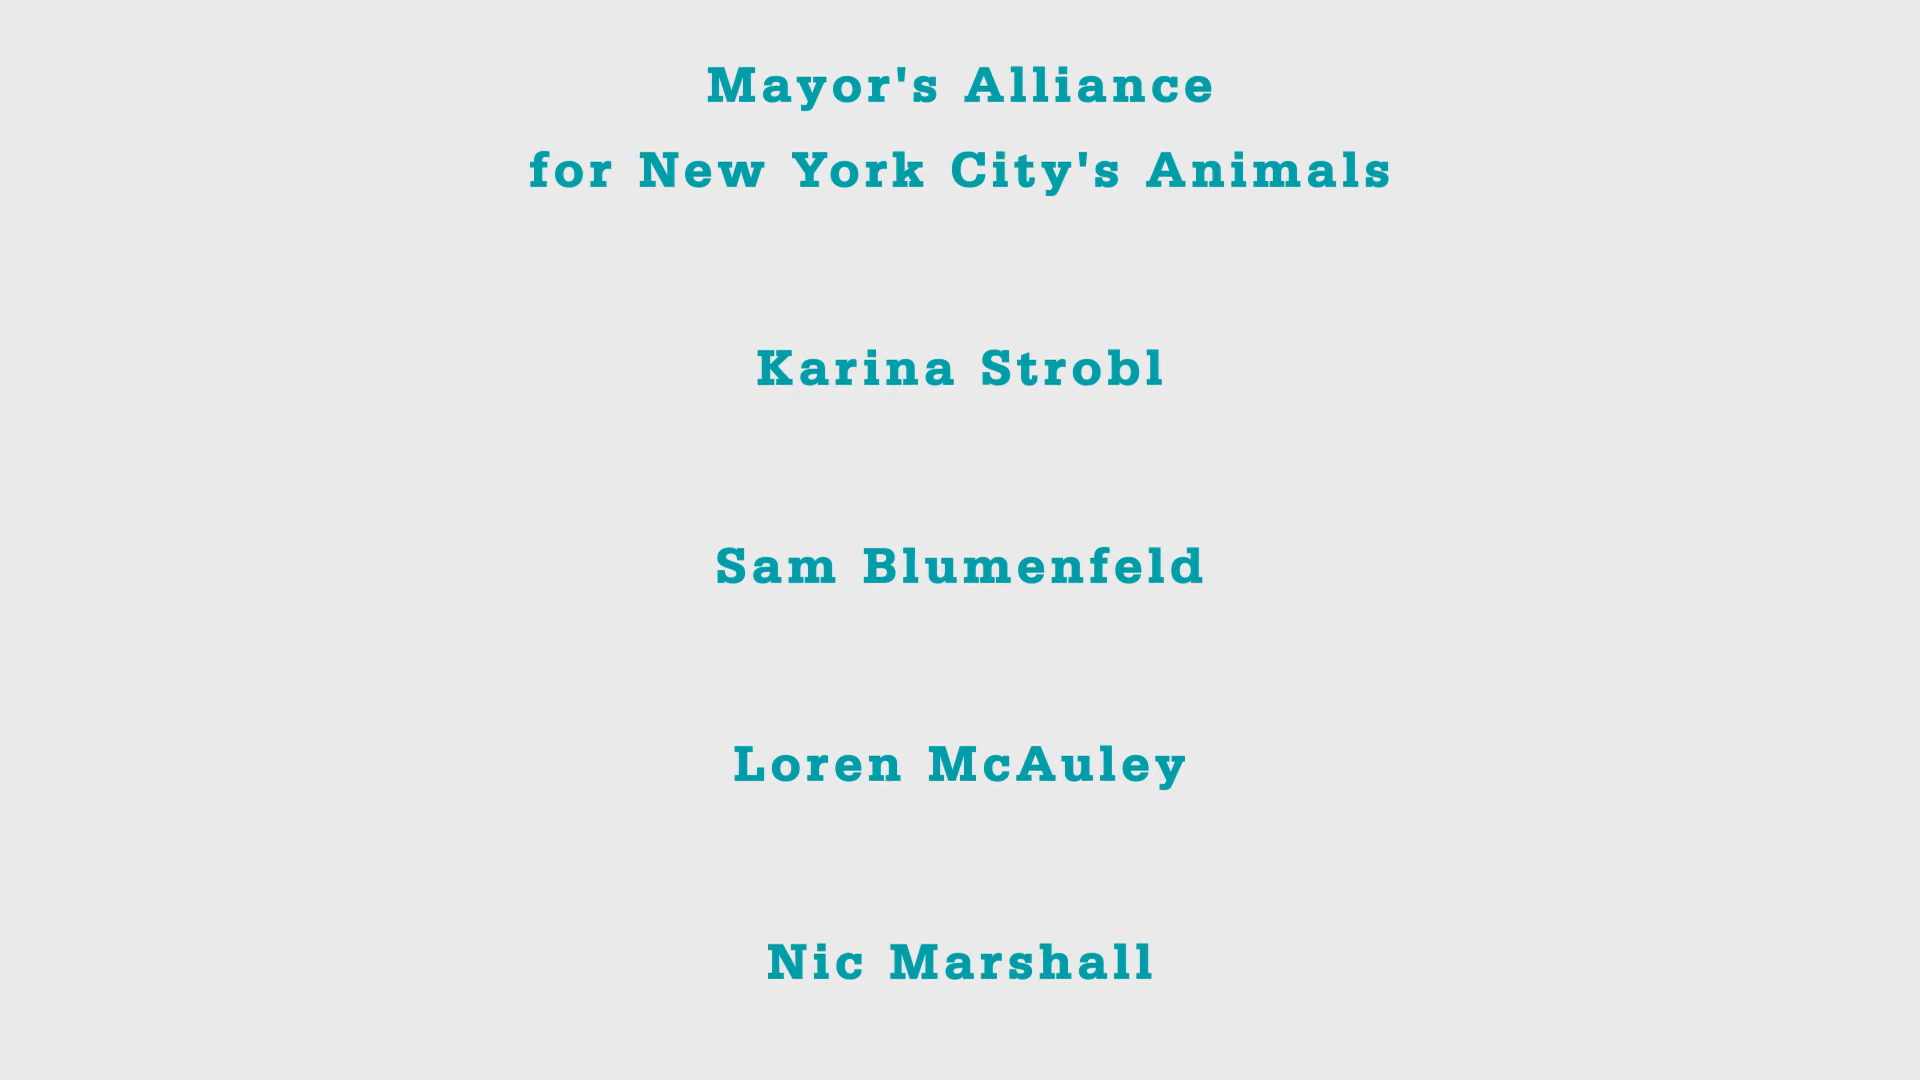 Mayor's Alliance
for New York City's Animals
Karina Strobl
Sam Blumenfeld
Loren McAuley
Nic Marshall